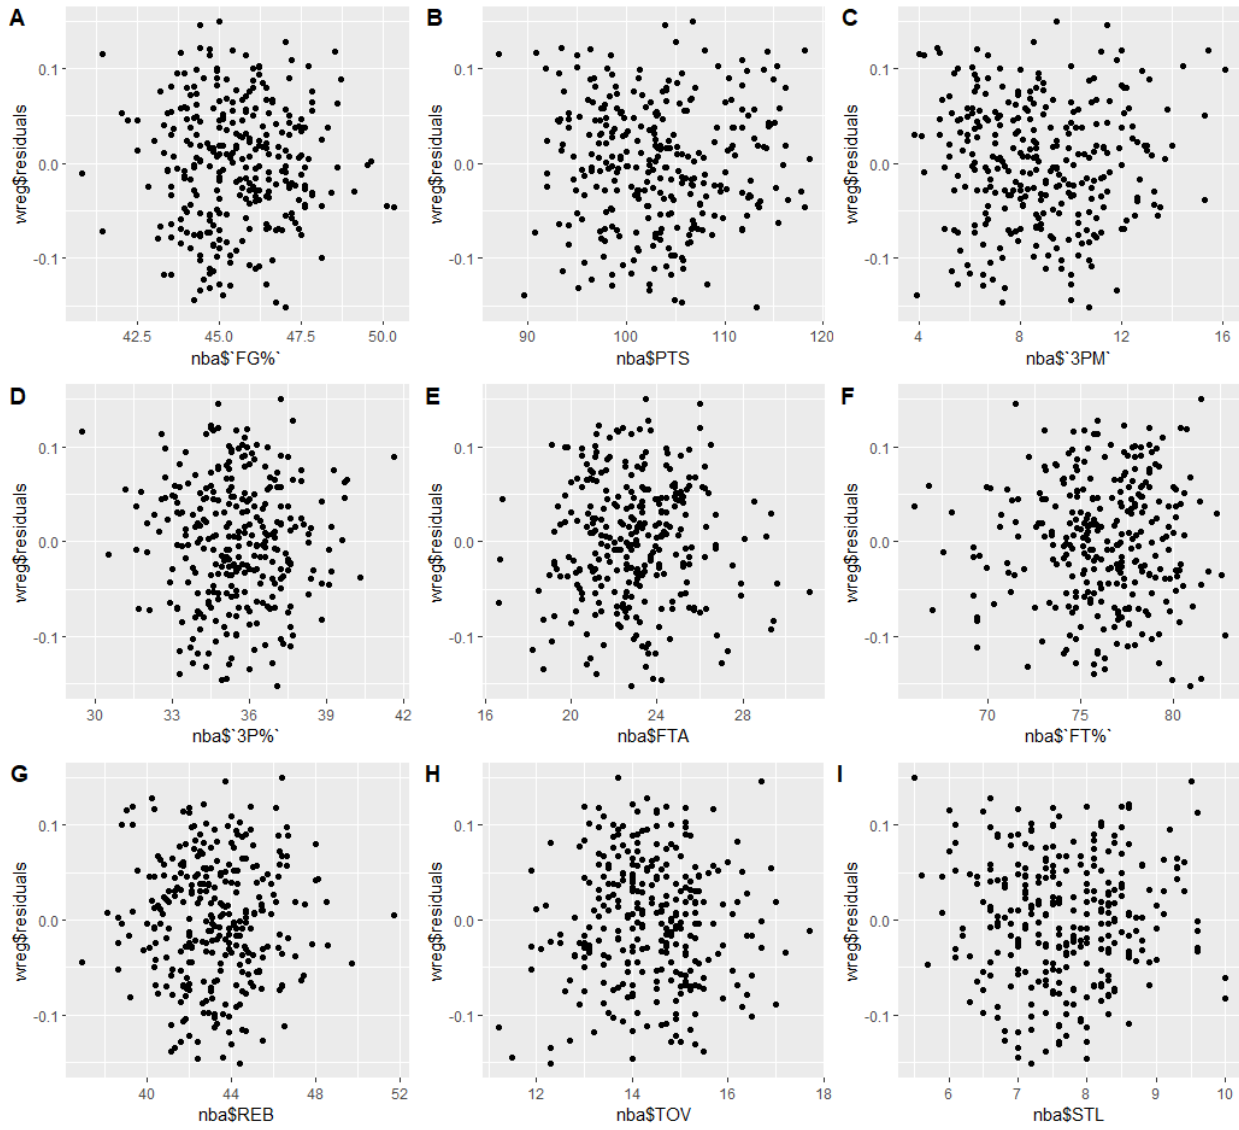 A B C
wreg$residuals 0.1 0.0 -0.1
42.5 45.0 47.5 50.0
nba$`FG%`
wreg$residuals 0.1 0.0 -0.1
90 100 110 120
nba$PTS
wreg$residuals 0.1 0.0 -0.1
4 8 12 16
nba$`3PM`
D E F
wreg$residuals 0.1 0.0 -0.1
30 33 36 39 42
nba$`3P%`
wreg$residuals 0.1 0.0 -0.1
16 20 24 28
nba$FTA
wreg$residuals 0.1 0.0 -0.1
70 75 80
nba$`FT%`
G H I
wreg$residuals 0.1 0.0 -0.1
40 44 48 52
nba$REB
wreg$residuals 0.1 0.0 -0.1
12 14 16 18
nba$TOV
wreg$residuals 0.1 0.0 -0.1
6 7 8 9 10
nba$STL